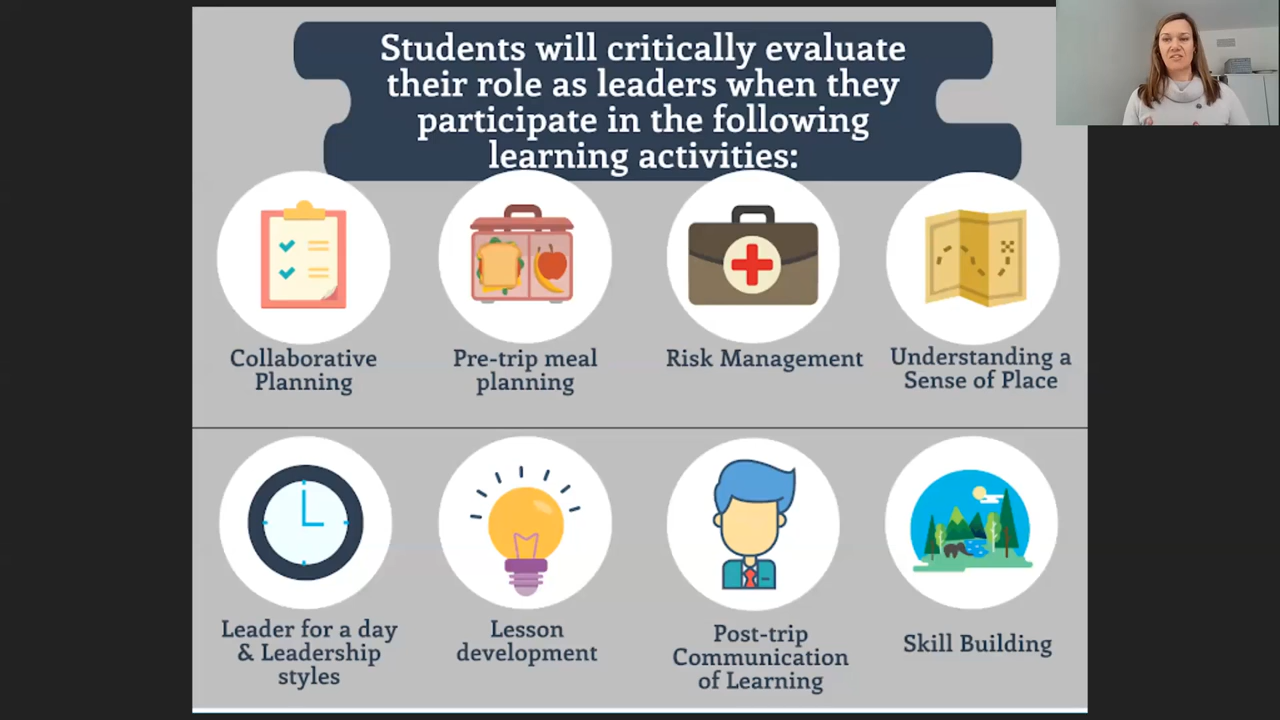 Students will critically evaluate
their role as leaders when they
participate in the following
learning activities:
Collaborative
Planning
Pre-trip meal
planning
Risk Management
Understanding a
Sense of Place
Leader for a day
& Leadership
styles
Lesson
development
Post-trip
Communication
of Learning
Skill Building